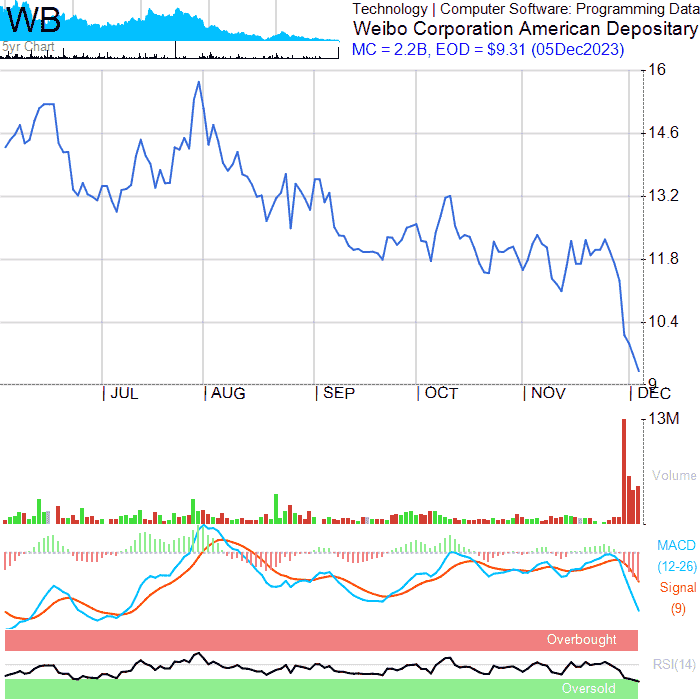 WB
5yr Chart
Technology | Computer Software: Programming Data
Weibo Corporation American Depositary
MC = 2.2B, EOD = $9.31 (05Dec2023)
16
14.6
13.2
11.8
10.4
9
|JUL |AUG |SEP |OCT |NOV |DEC
13M
Volume
MACD
(12-26)
Signal
(9)
Overbought
RSI(14)
Oversold